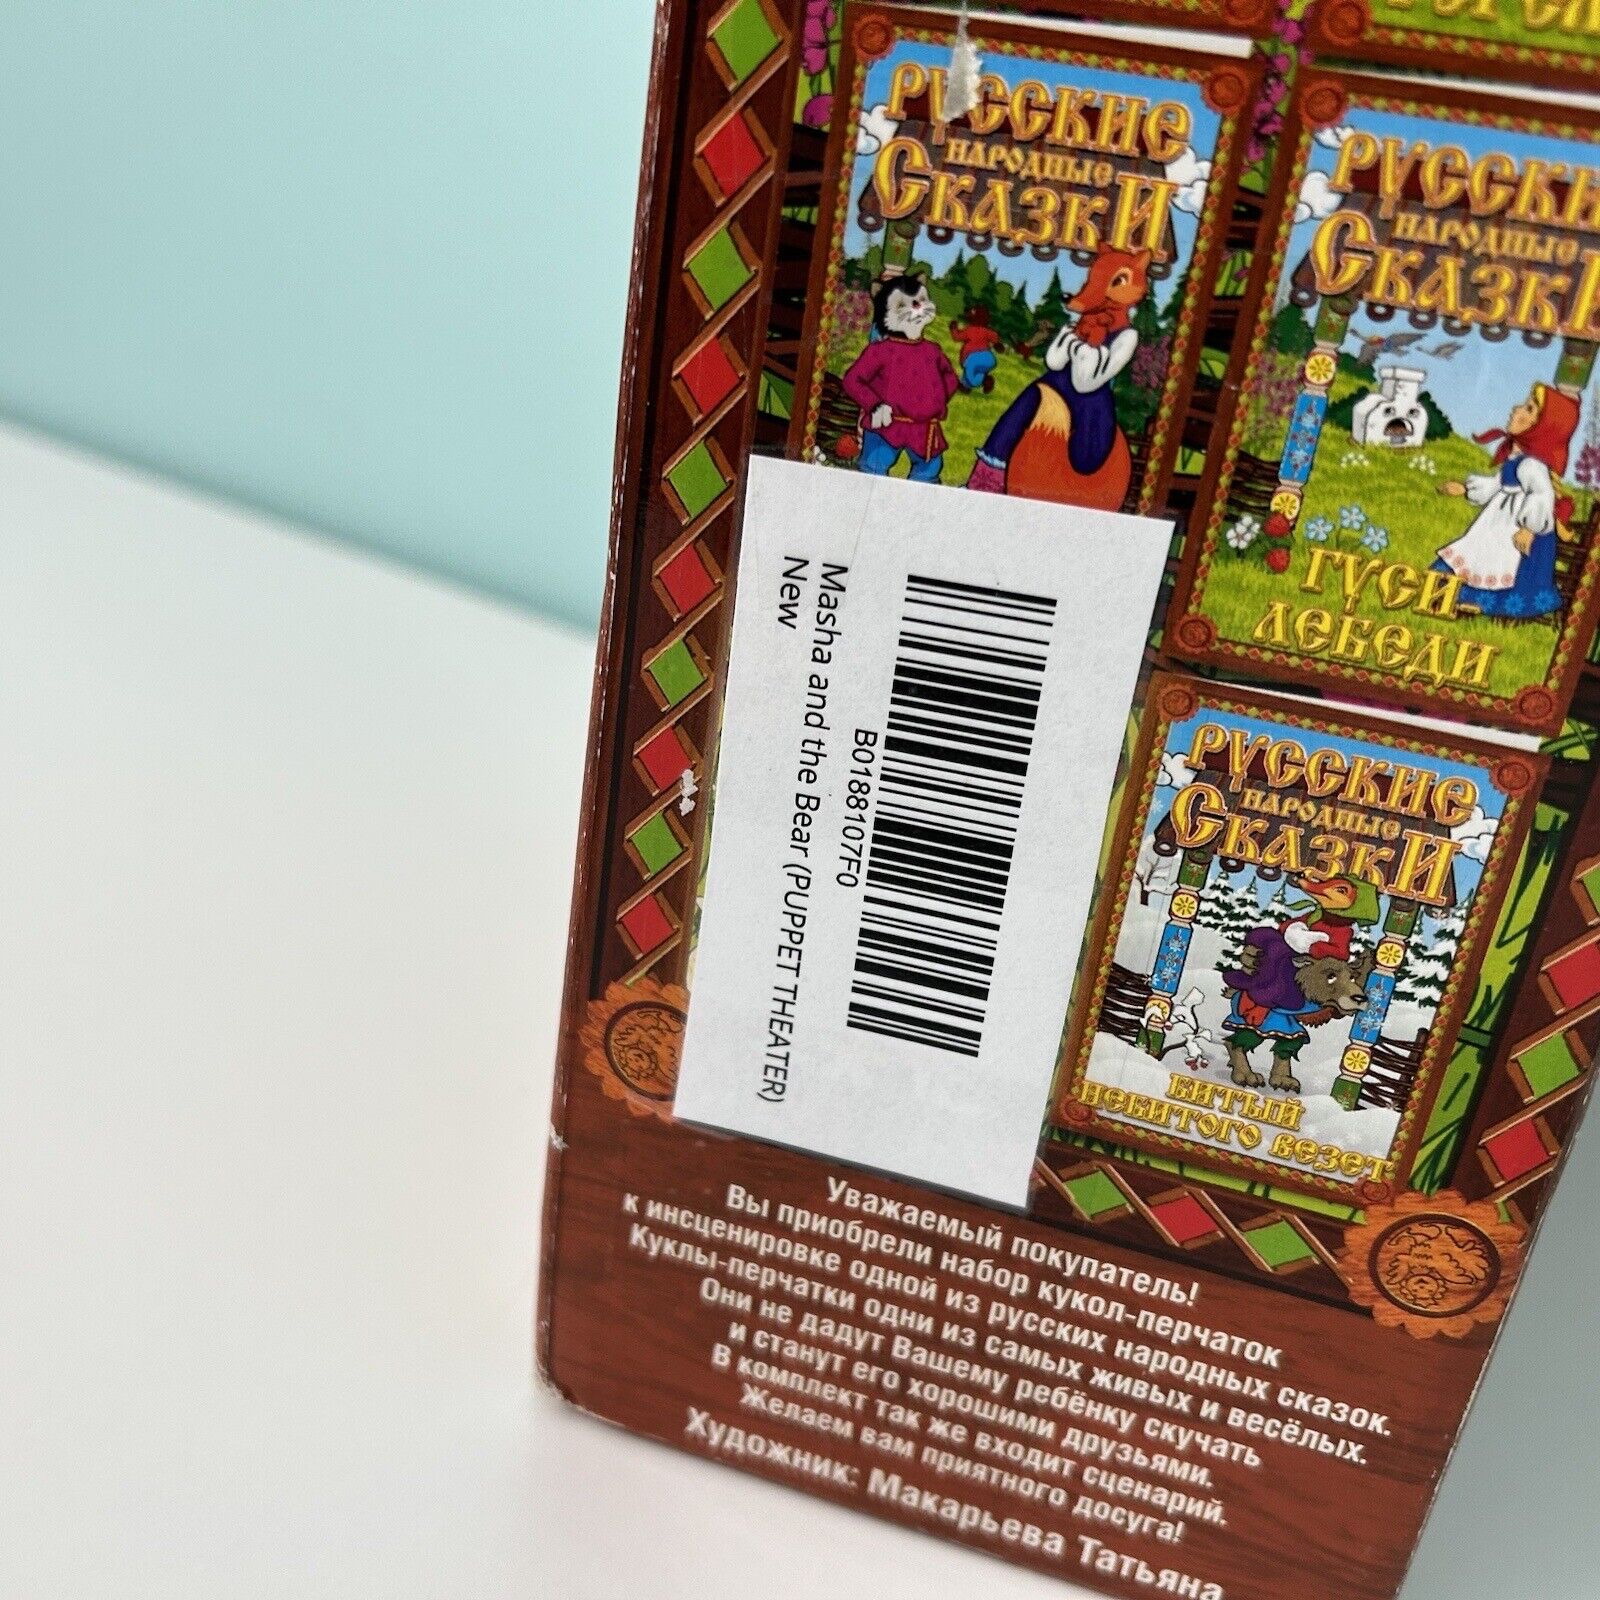 РУССКИЕ
НАРОДНЫЕ
СКАЗКИ
РУССКИ
НАРОДНЫЕ
СКАЗК
ГУСИ-
ЛЕБЕДИ
РУССКИЕ
НАРОДНЫЕ
СКАЗКИ
БИТЫЙ
НЕБИТОГО ВЕЗЕТ
B0188107F0
Masha and the Bear (PUPPET THEATER)
New
Уважаемый покупатель!
Вы приобрели набор кукол-перчаток
к инсценировке одной из русских народных сказок.
Куклы-перчатки одни из самых живых и весёлых.
Они не дадут Вашему ребёнку скучать
и станут его хорошими друзьями.
В комплект так же входит сценарий.
Желаем вам приятного досуга!
Художник: Макарьева Татьяна